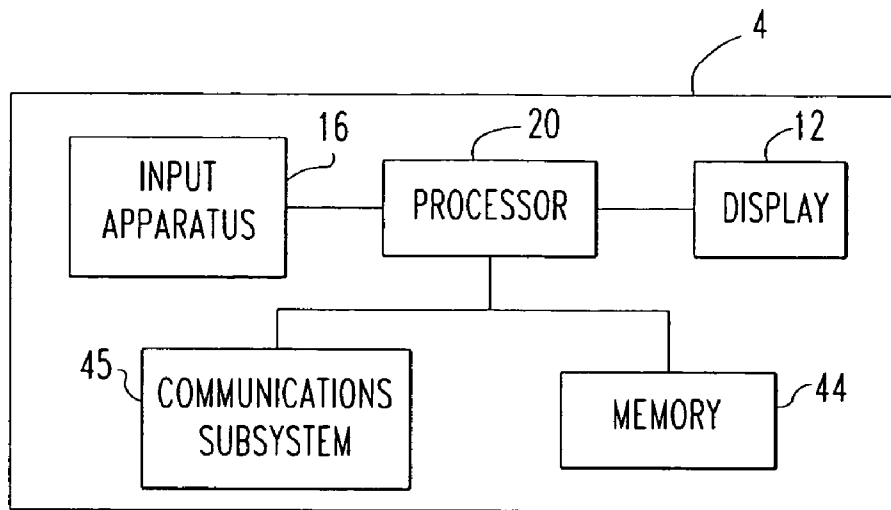 4
16
20
12
INPUT
APPARATUS
PROCESSOR
DISPLAY
45
COMMUNICATIONS
SUBSYSTEM
MEMORY
44